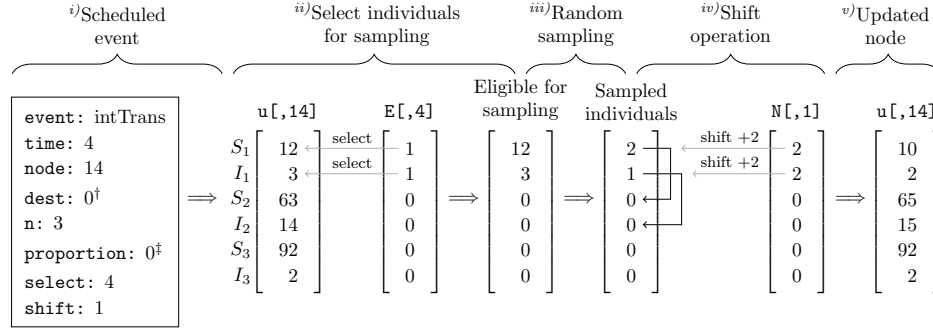 i)Scheduled event
ii)Select individuals for sampling
iii)Random sampling
iv)Shift operation
v)Updated node
event: intTrans
time: 4
node: 14
dest: 0†
n: 3
proportion: 0‡
select: 4
shift: 1
u[,14] E[,4]
Eligible for sampling
Sampled individuals
N[,1] u[,14]
S1 12 select 1 12 2 shift +2 2 10
I1 3 select 1 3 1 shift +2 2 2
S2 63 0 0 0 65
I2 14 0 0 0 15
S3 92 0 0 0 92
I3 2 0 0 0 2